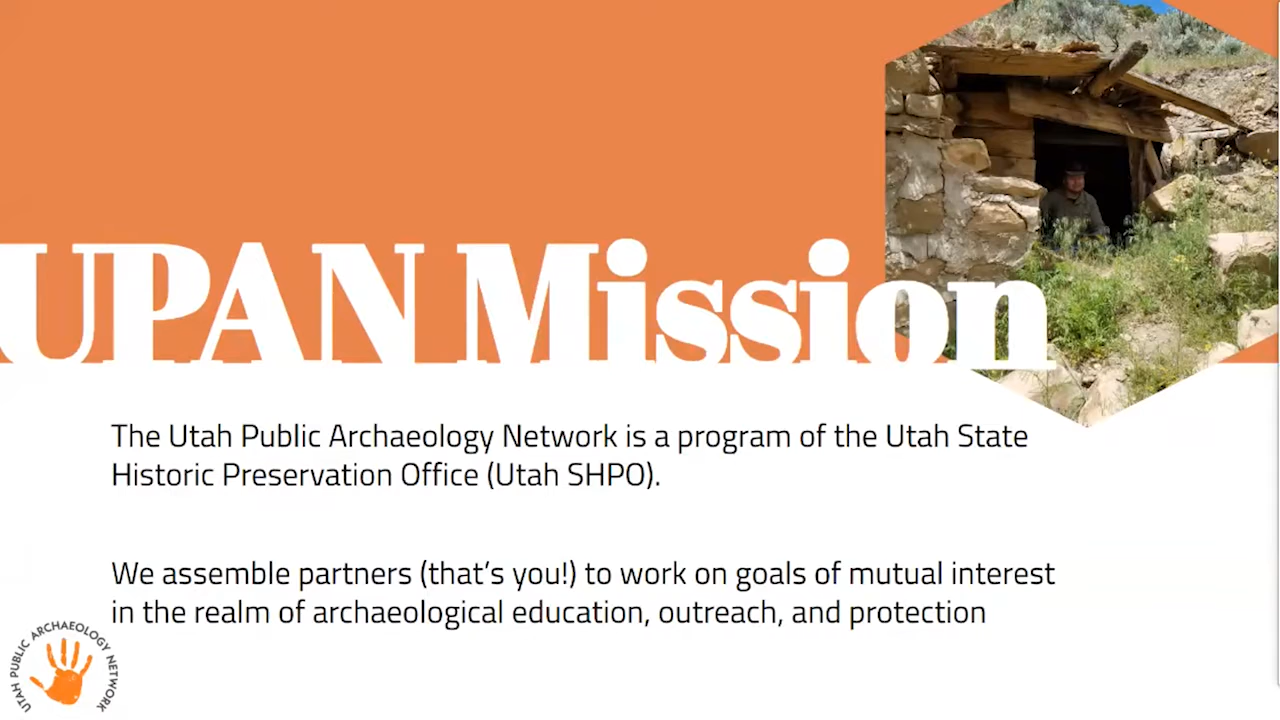 UPAN Mission
The Utah Public Archaeology Network is a program of the Utah State
Historic Preservation Office (Utah SHPO).
We assemble partners (that's you!) to work on goals of mutual interest
in the realm of archaeological education, outreach, and protection
UTAH PUBLIC ARCHAEOLOGY NETWORK